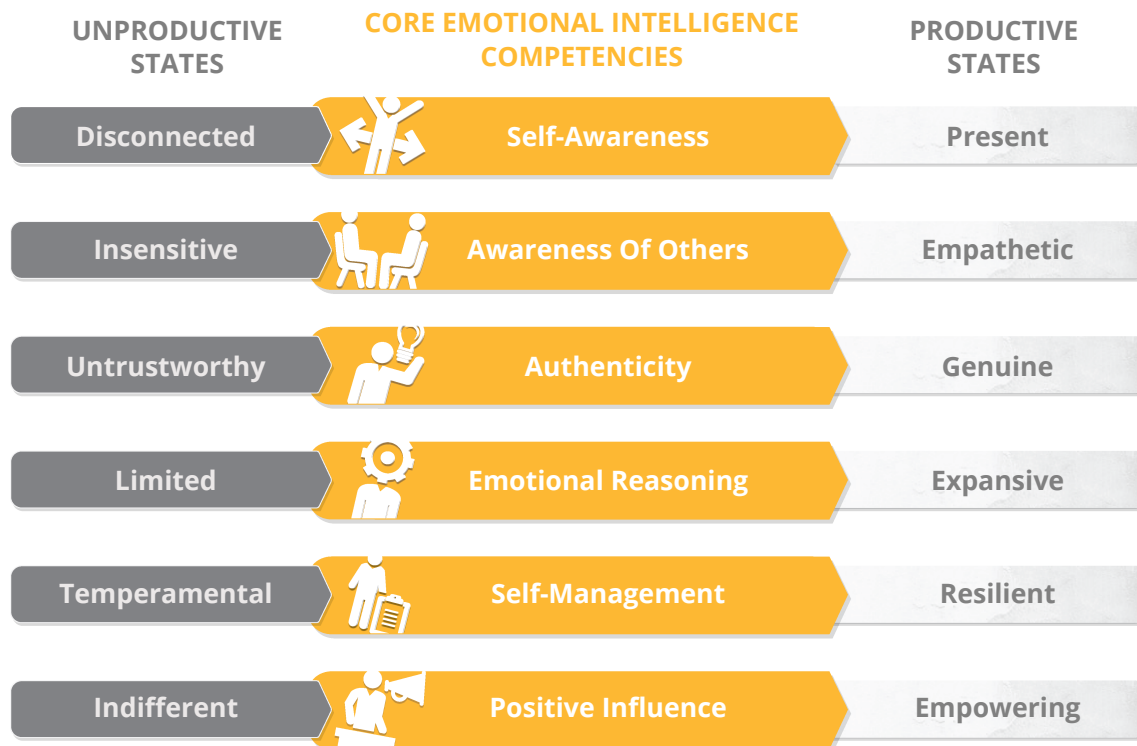 UNPRODUCTIVE
STATES
CORE EMOTIONAL INTELLIGENCE
COMPETENCIES
PRODUCTIVE
STATES
Disconnected
Self-Awareness
Present
Insensitive
Awareness Of Others
Empathetic
Untrustworthy
Authenticity
Genuine
Limited
Emotional Reasoning
Expansive
Temperamental
Self-Management
Resilient
Indifferent
Positive Influence
Empowering